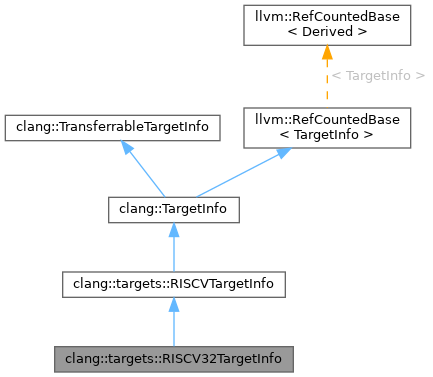 llvm::RefCountedBase
< Derived >
< TargetInfo >
llvm::RefCountedBase
< TargetInfo >
clang::TransferrableTargetInfo
clang::TargetInfo
clang::targets::RISCVTargetInfo
clang::targets::RISCV32TargetInfo